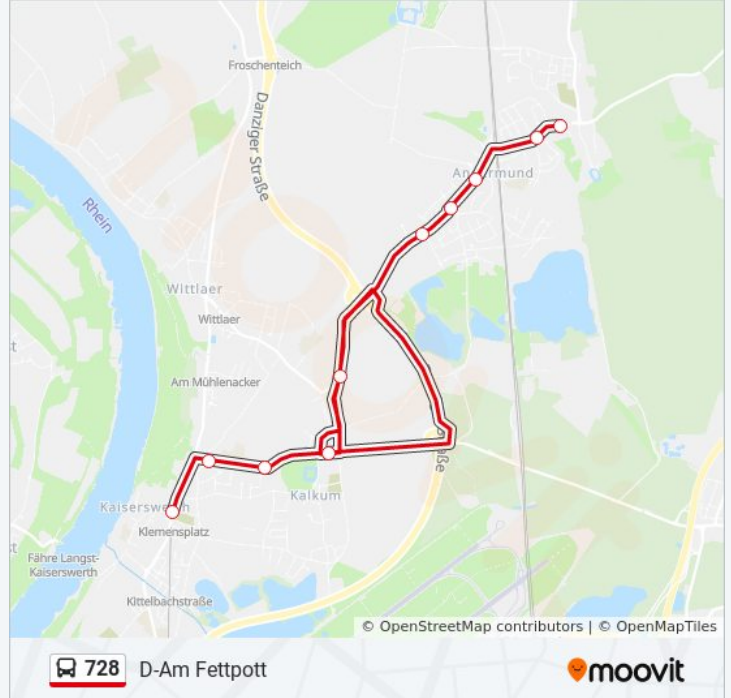 Froschenteich
Danziger Straße
Rhein
Angermund
Wittlaer
Wittlaer
Am Mühlenacker
raße
Kalkum
Kaiserswerth
Klemensplatz
Fähre Langst-
Kaiserswerth
Kittelbachstraße
© OpenStreetMap contributors | © OpenMapTiles
728 D-Am Fettpott
moovit